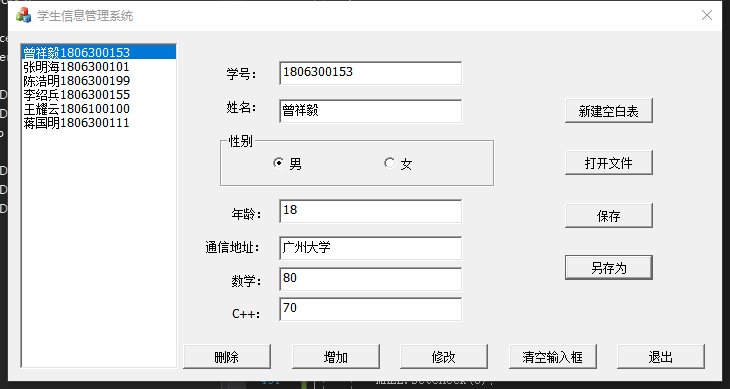 学生信息管理系统
曾祥毅1806300153
张明海1806300101
陈浩明1806300199
李绍兵1806300155
王耀云1806100100
蒋国明1806300111
学号： 1806300153
姓名： 曾祥毅
新建空白表
性别
男 女
打开文件
年龄： 18
保存
通信地址： 广州大学
另存为
数学： 80
C++： 70
删除 增加 修改 清空输入框 退出